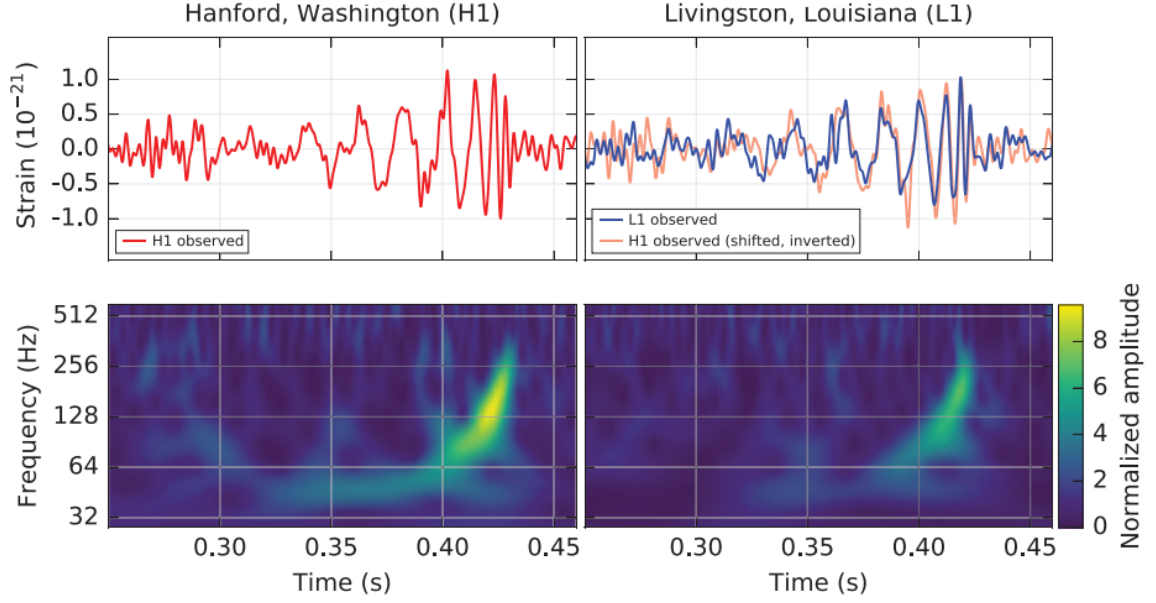 Hanford, Washington (H1)
Livingston, Louisiana (L1)
Strain (10⁻²¹)
1.0
0.5
0.0
-0.5
-1.0
H1 observed
L1 observed
H1 observed (shifted, inverted)
Frequency (Hz)
512
256
128
64
32
0.30 0.35 0.40 0.45
Time (s)
0.30 0.35 0.40 0.45
Time (s)
8
6
4
2
0
Normalized amplitude